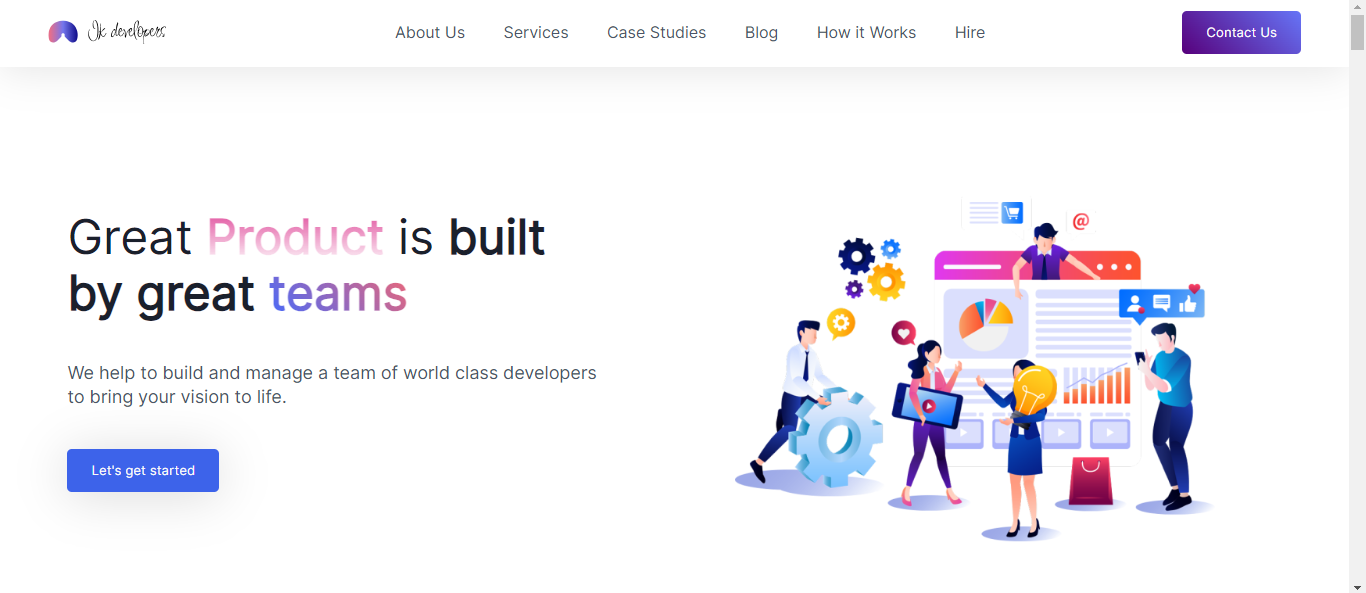 Jk developers
About Us
Services
Case Studies
Blog
How it Works
Hire
Contact Us
Great Product is built
by great teams
We help to build and manage a team of world class developers
to bring your vision to life.
Let's get started
@